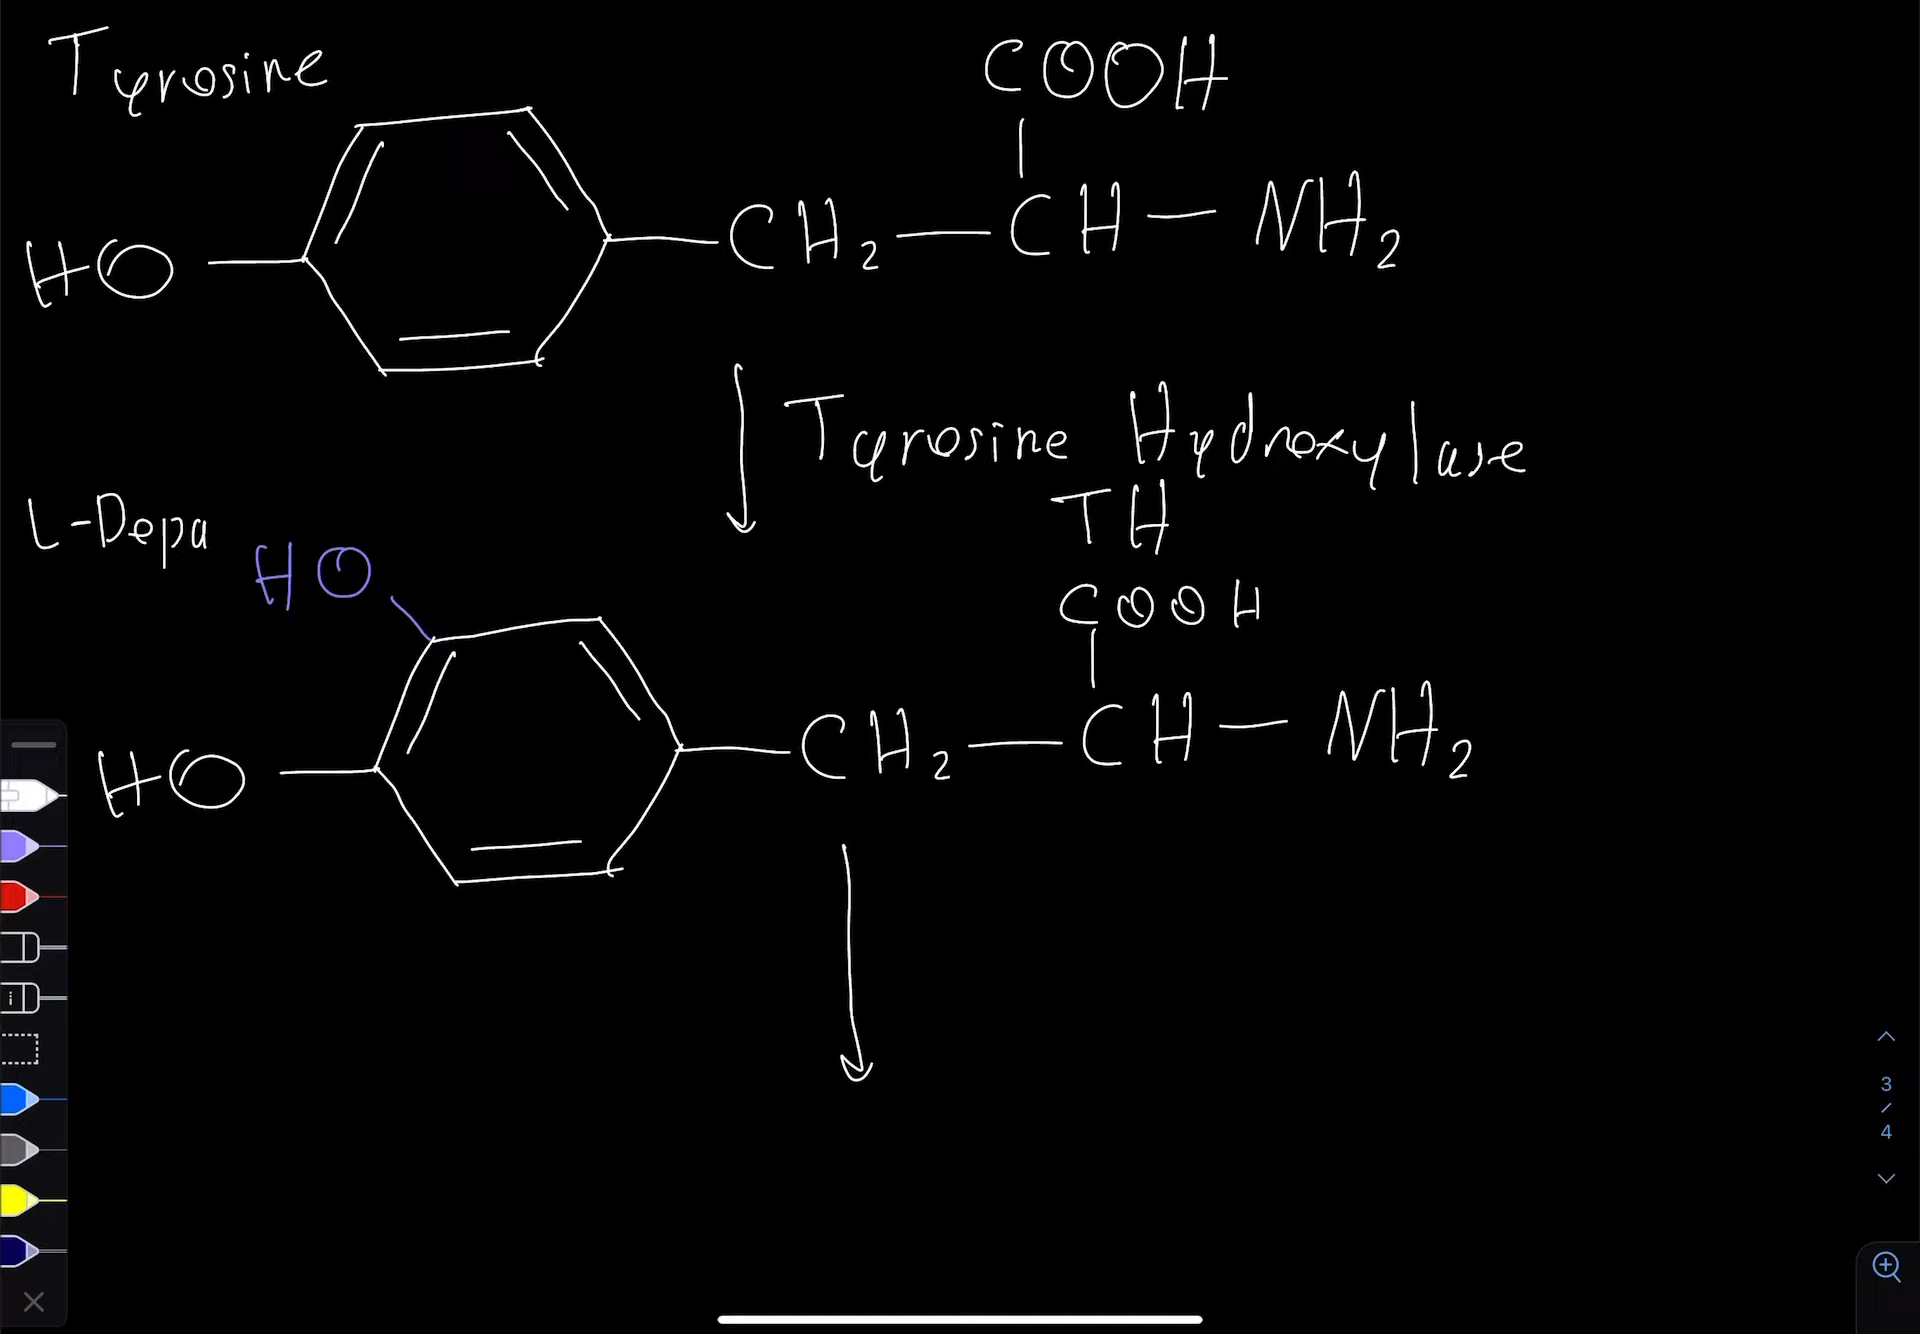 Tyrosine
COOH
HO
CH₂ — CH — NH₂
Tyrosine Hydroxylase
TH
L-Dopa
HO
COOH
HO
CH₂ — CH — NH₂
3
/
4